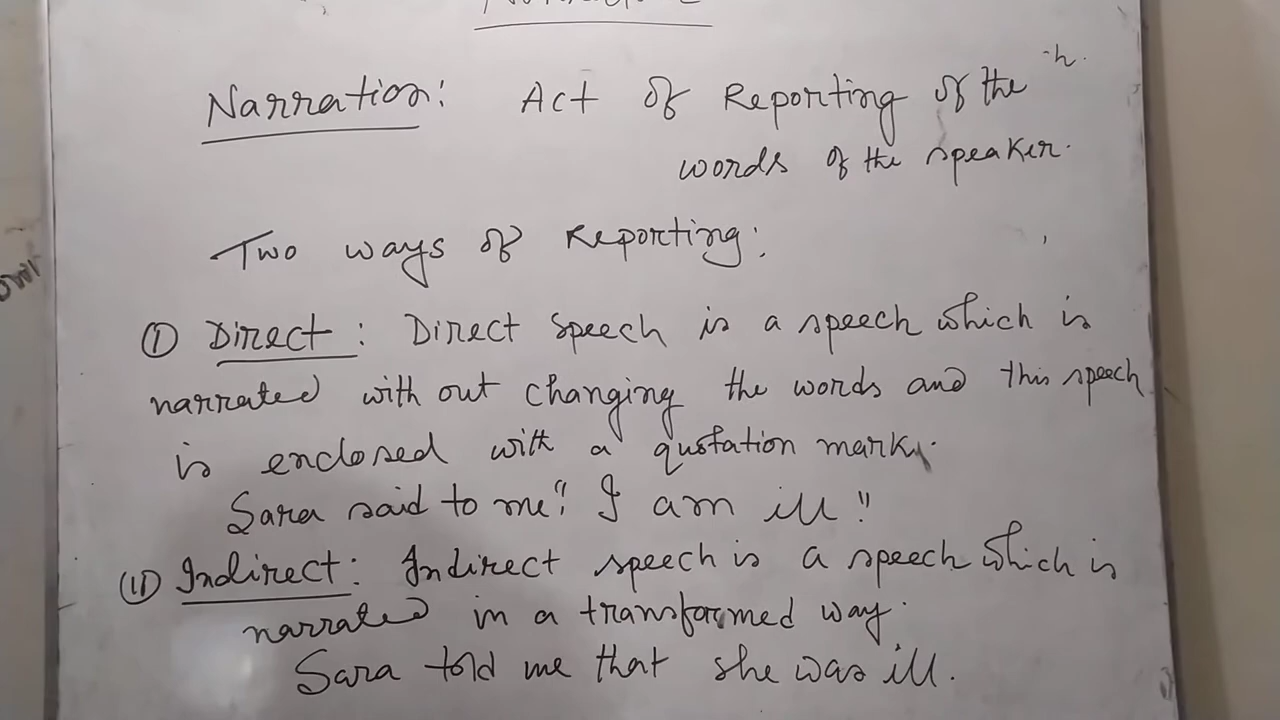 Narration: Act of Reporting of the
words of the speaker.
Two ways of Reporting:
(I) Direct: Direct speech is a speech which is
narrated with out changing the words and this speech
is enclosed with a quotation mark.
Sara said to me "I am ill."
(II) Indirect: Indirect speech is a speech which is
narrated in a transformed way.
Sara told me that she was ill.